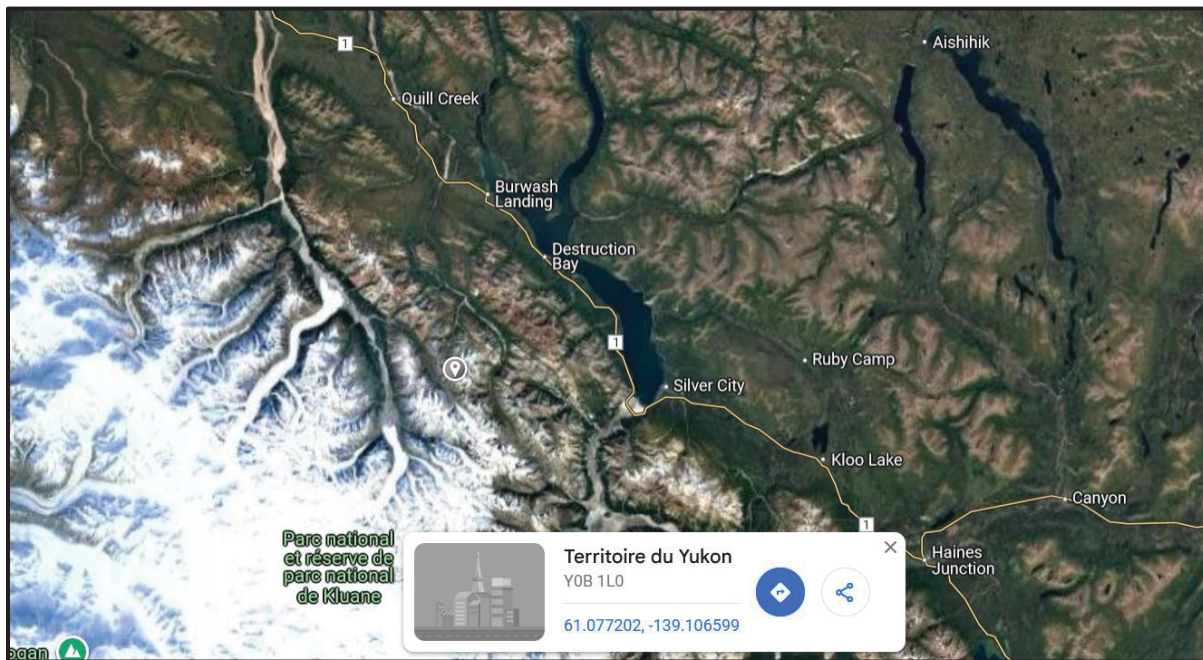 1
Aishihik
Quill Creek
Burwash
Landing
Destruction
Bay
1
Ruby Camp
Silver City
Kloo Lake
Canyon
1
Haines
Junction
Parc national
et réserve de
parc national
de Kluane
Territoire du Yukon
Y0B 1L0
61.077202, -139.106599
ogan